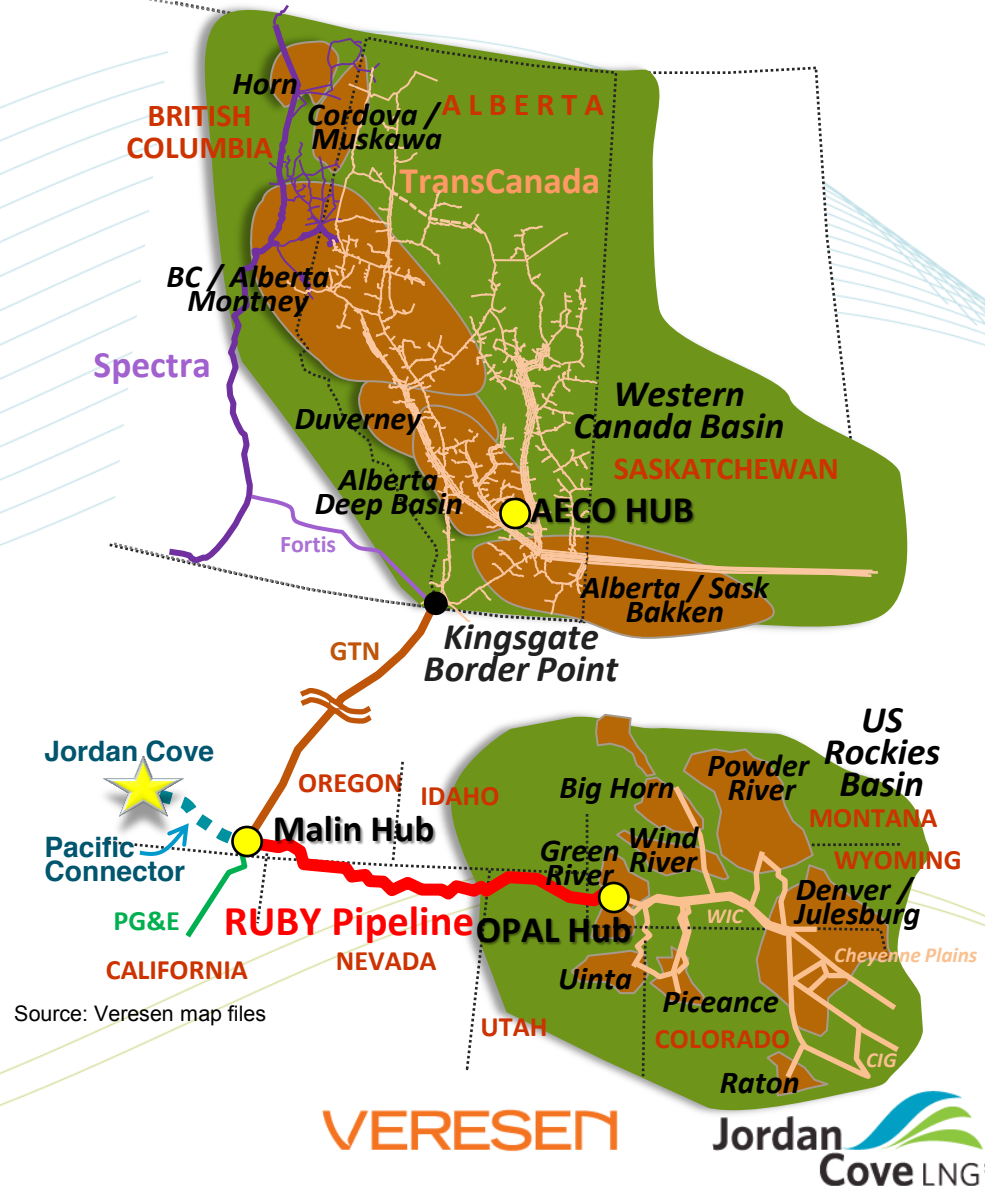 Horn
BRITISH
COLUMBIA
Cordova /
Muskawa
ALBERTA
TransCanada
BC / Alberta
Montney
Spectra
Western
Canada Basin
Duverney
SASKATCHEWAN
Alberta
Deep Basin
AECO HUB
Fortis
Alberta / Sask
Bakken
Kingsgate
Border Point
GTN
US
Rockies
Basin
Jordan Cove
OREGON
IDAHO
Big Horn
Powder
River
MONTANA
Malin Hub
Wind
River
Green
River
WYOMING
Pacific
Connector
Denver /
Julesburg
PG&E
RUBY Pipeline
OPAL Hub
WIC
Cheyenne Plains
CALIFORNIA
NEVADA
Uinta
Piceance
Source: Veresen map files
UTAH
COLORADO
CIG
Raton
VERESEN
Jordan
Cove LNG